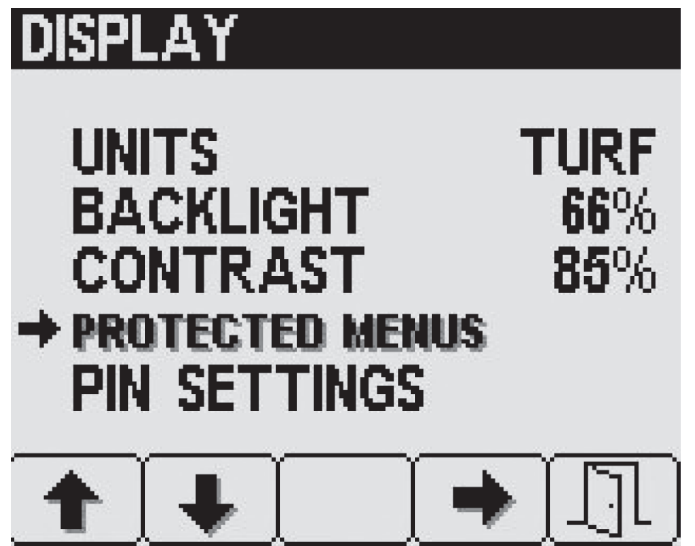 DISPLAY
UNITS TURF
BACKLIGHT 66%
CONTRAST 85%
PROTECTED MENUS
PIN SETTINGS